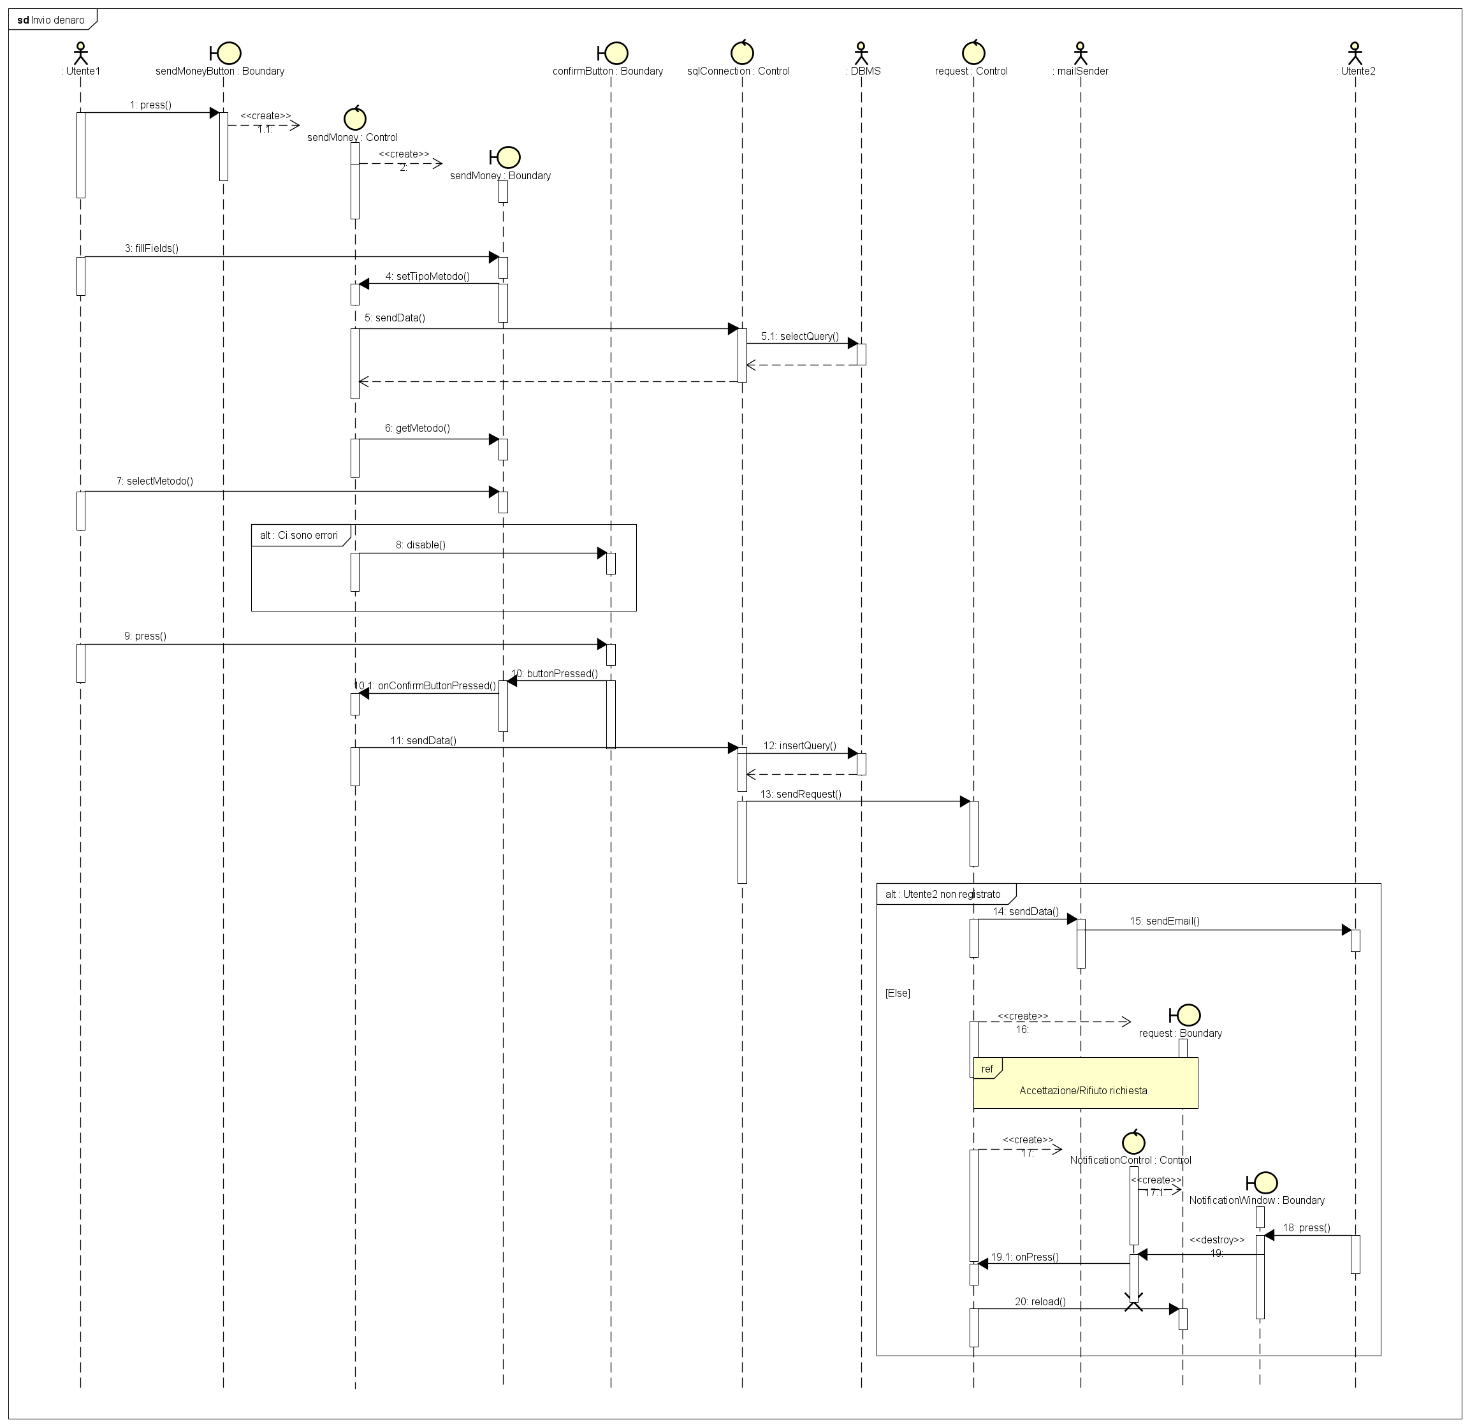 sd Invio denaro
: Utente1
sendMoneyButton : Boundary
confirmButton : Boundary
sqlConnection : Control
: DBMS
request : Control
: mailSender
: Utente2
1: press()
<<create>>
1.1:
sendMoney : Control
<<create>>
2:
sendMoney : Boundary
3: fillFields()
4: setTipoMetodo()
5: sendData()
5.1: selectQuery()
6: getMetodo()
7: selectMetodo()
alt : Ci sono errori
8: disable()
9: press()
10: buttonPressed()
10.1: onConfirmButtonPressed()
11: sendData()
12: insertQuery()
13: sendRequest()
alt : Utente2 non registrato
14: sendData()
15: sendEmail()
[Else]
<<create>>
16:
request : Boundary
ref
Accettazione/Rifiuto richiesta
<<create>>
17:
NotificationControl : Control
<<create>>
17.1:
NotificationWindow : Boundary
18: press()
<<destroy>>
19:
19.1: onPress()
20: reload()